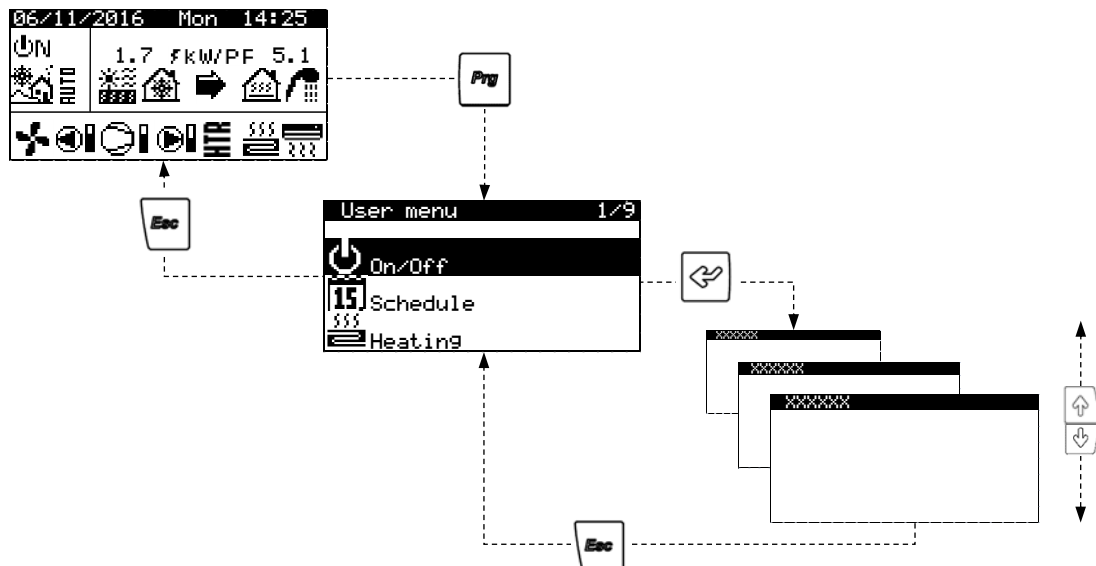 06/11/2016 Mon 14:25
ON
1.7 kW/PF 5.1
AUTO
HTR
Prg
Esc
User menu 1/9
On/Off
15 Schedule
Heating
XXXXXX
XXXXXX
XXXXXX
Esc